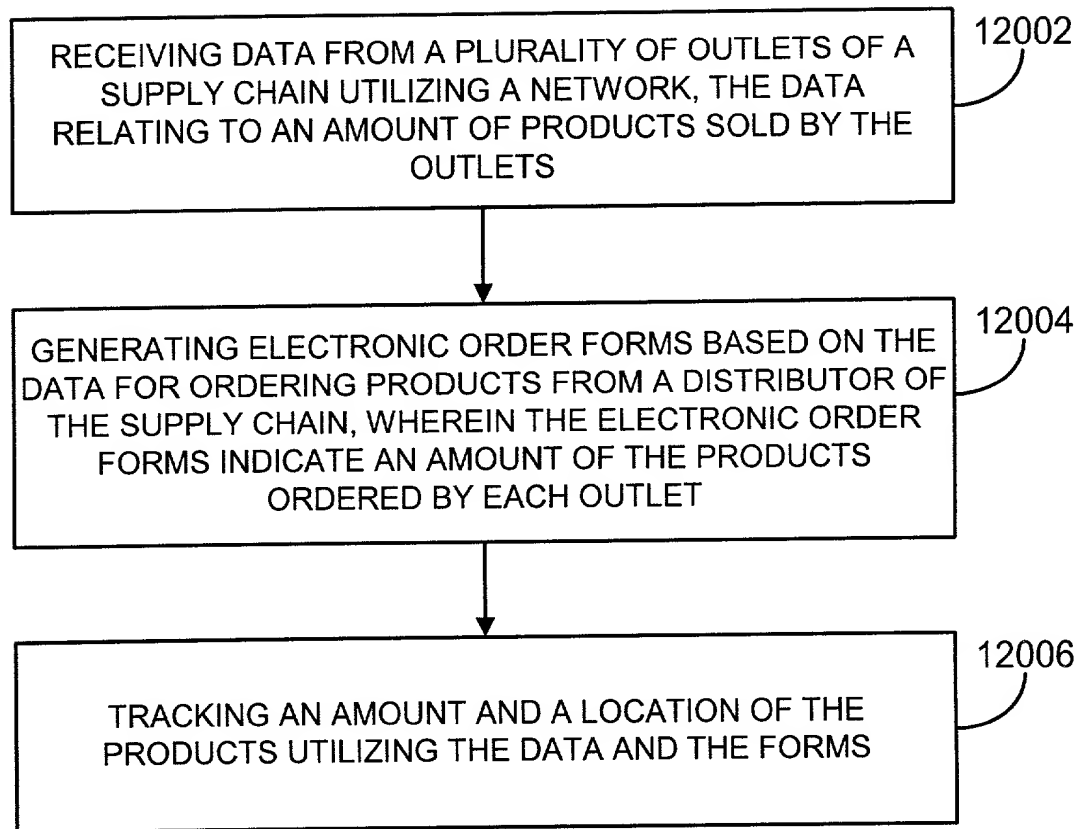 12002
RECEIVING DATA FROM A PLURALITY OF OUTLETS OF A
SUPPLY CHAIN UTILIZING A NETWORK, THE DATA
RELATING TO AN AMOUNT OF PRODUCTS SOLD BY THE
OUTLETS
12004
GENERATING ELECTRONIC ORDER FORMS BASED ON THE
DATA FOR ORDERING PRODUCTS FROM A DISTRIBUTOR OF
THE SUPPLY CHAIN, WHEREIN THE ELECTRONIC ORDER
FORMS INDICATE AN AMOUNT OF THE PRODUCTS
ORDERED BY EACH OUTLET
12006
TRACKING AN AMOUNT AND A LOCATION OF THE
PRODUCTS UTILIZING THE DATA AND THE FORMS